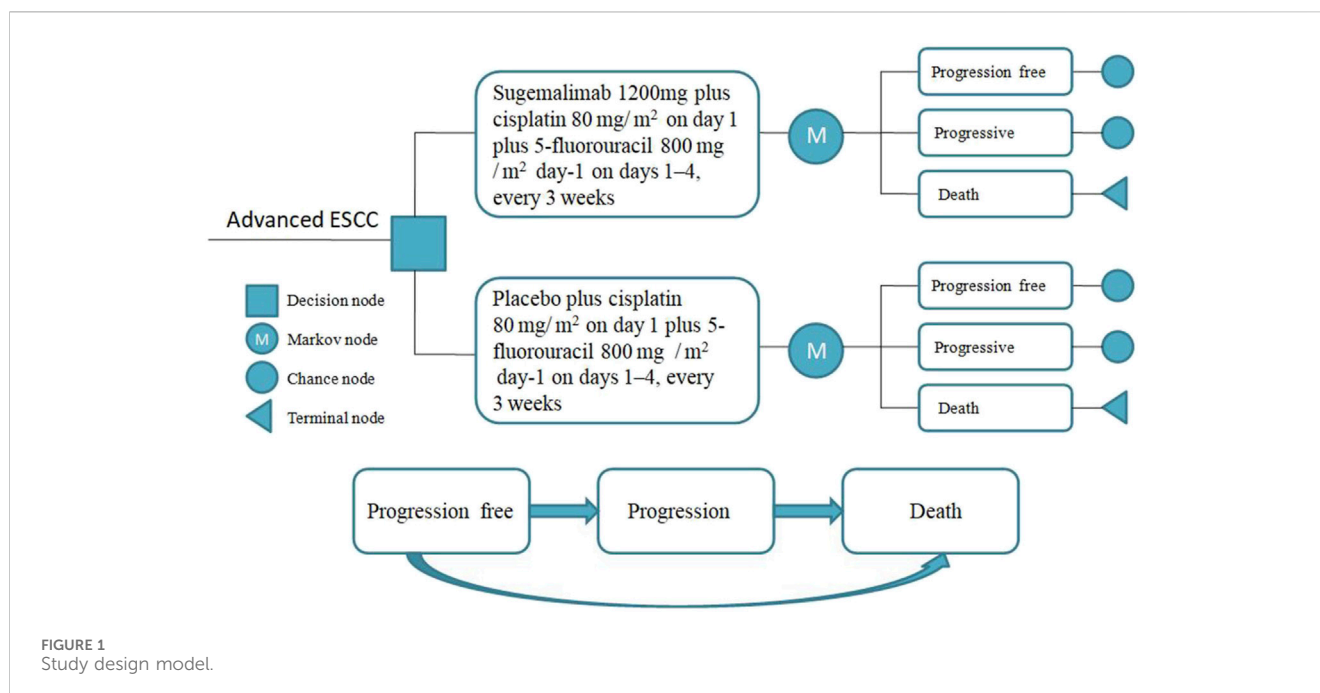 Sugemalimab 1200mg plus
cisplatin 80 mg/m² on day 1
plus 5-fluorouracil 800 mg
/m² day-1 on days 1–4,
every 3 weeks
M
Progression free
Progressive
Death
Advanced ESCC
Decision node
M
Markov node
Chance node
Terminal node
Placebo plus cisplatin
80 mg/m² on day 1 plus 5-
fluorouracil 800 mg /m²
day-1 on days 1–4, every
3 weeks
M
Progression free
Progressive
Death
Progression free
Progression
Death
FIGURE 1
Study design model.